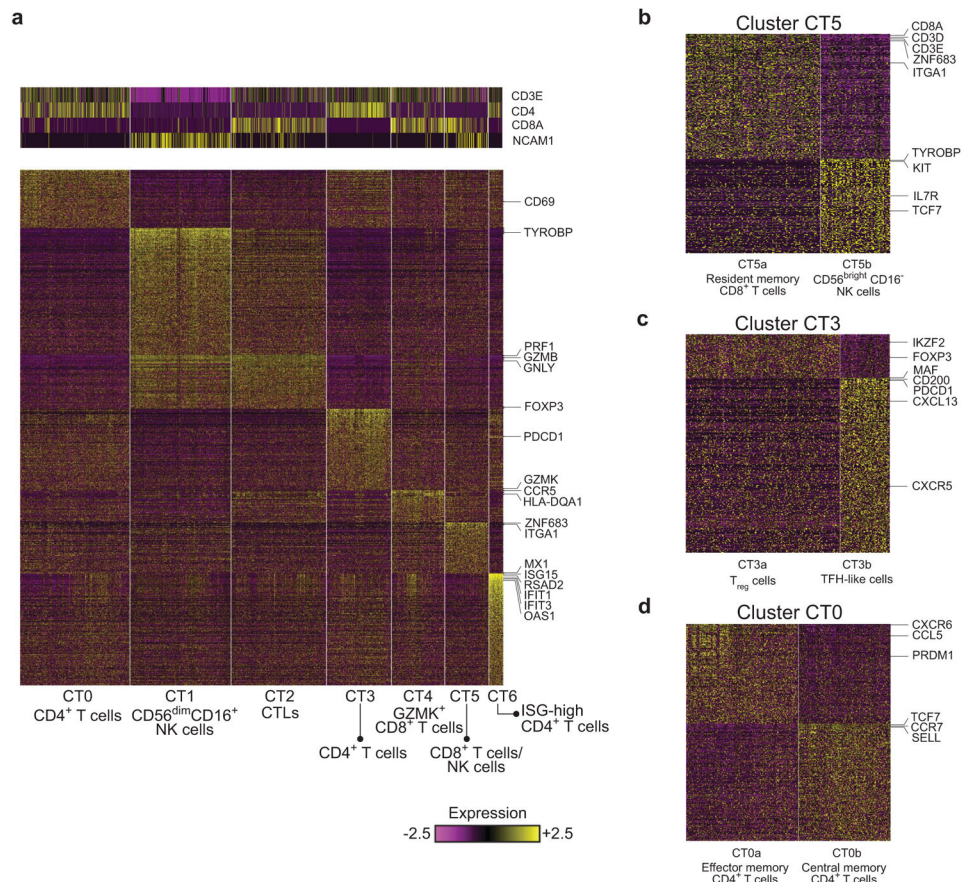 a
CD3E
CD4
CD8A
NCAM1
CD69
TYROBP
PRF1
GZMB
GNLY
FOXP3
PDCD1
GZMK
CCR5
HLA-DQA1
ZNF683
ITGA1
MX1
ISG15
RSAD2
IFIT1
IFIT3
OAS1
CT0
CD4⁺ T cells
CT1
CD56ᵈⁱᵐCD16⁺
NK cells
CT2
CTLs
CT3
CD4⁺ T cells
CT4
GZMK⁺
CD8⁺ T cells
CT5
CD8⁺ T cells/
NK cells
CT6
ISG-high
CD4⁺ T cells
Expression
-2.5 +2.5
b
Cluster CT5
CD8A
CD3D
CD3E
ZNF683
ITGA1
TYROBP
KIT
IL7R
TCF7
CT5a
Resident memory
CD8⁺ T cells
CT5b
CD56ᵇʳⁱᵍʰᵗ CD16⁻
NK cells
c
Cluster CT3
IKZF2
FOXP3
MAF
CD200
PDCD1
CXCL13
CXCR5
CT3a
Treg cells
CT3b
TFH-like cells
d
Cluster CT0
CXCR6
CCL5
PRDM1
TCF7
CCR7
SELL
CT0a
Effector memory
CD4⁺ T cells
CT0b
Central memory
CD4⁺ T cells